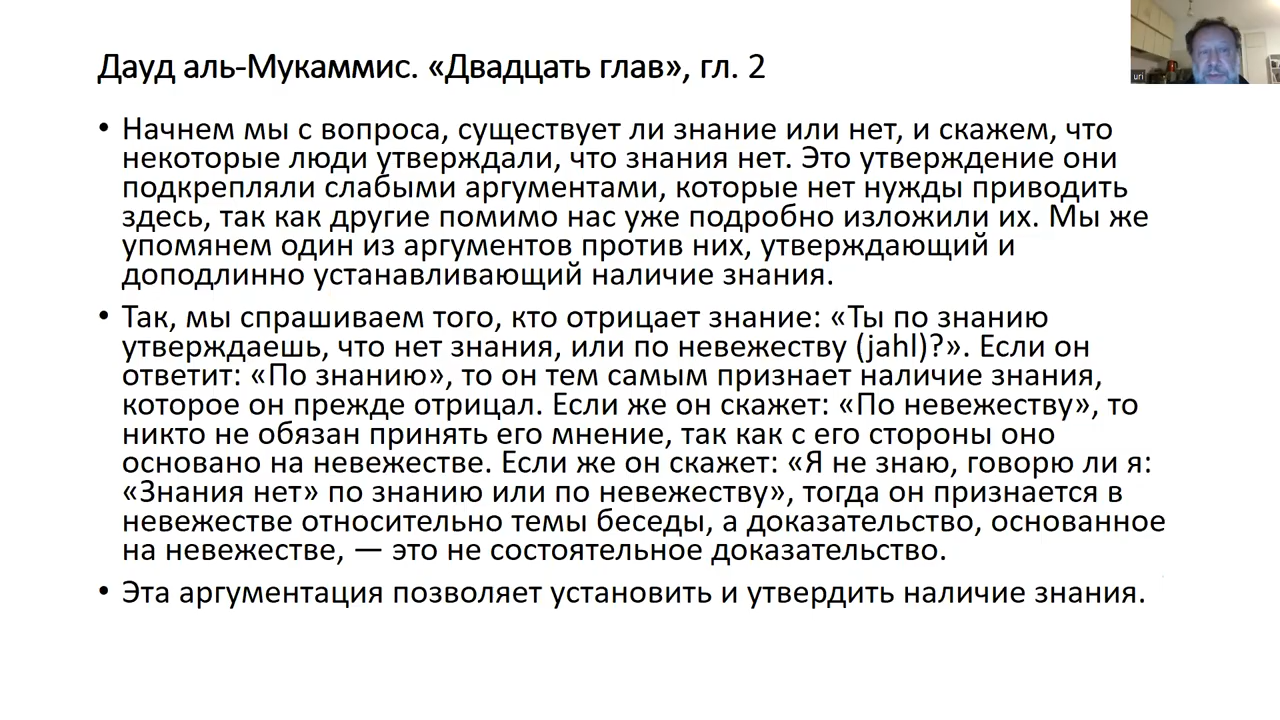 Дауд аль-Мукаммис. «Двадцать глав», гл. 2
uri
• Начнем мы с вопроса, существует ли знание или нет, и скажем, что
некоторые люди утверждали, что знания нет. Это утверждение они
подкрепляли слабыми аргументами, которые нет нужды приводить
здесь, так как другие помимо нас уже подробно изложили их. Мы же
упомянем один из аргументов против них, утверждающий и
доподлинно устанавливающий наличие знания.
• Так, мы спрашиваем того, кто отрицает знание: «Ты по знанию
утверждаешь, что нет знания, или по невежеству (jahl)?». Если он
ответит: «По знанию», то он тем самым признает наличие знания,
которое он прежде отрицал. Если же он скажет: «По невежеству», то
никто не обязан принять его мнение, так как с его стороны оно
основано на невежестве. Если же он скажет: «Я не знаю, говорю ли я:
«Знания нет» по знанию или по невежеству», тогда он признается в
невежестве относительно темы беседы, а доказательство, основанное
на невежестве, — это не состоятельное доказательство.
• Эта аргументация позволяет установить и утвердить наличие знания.